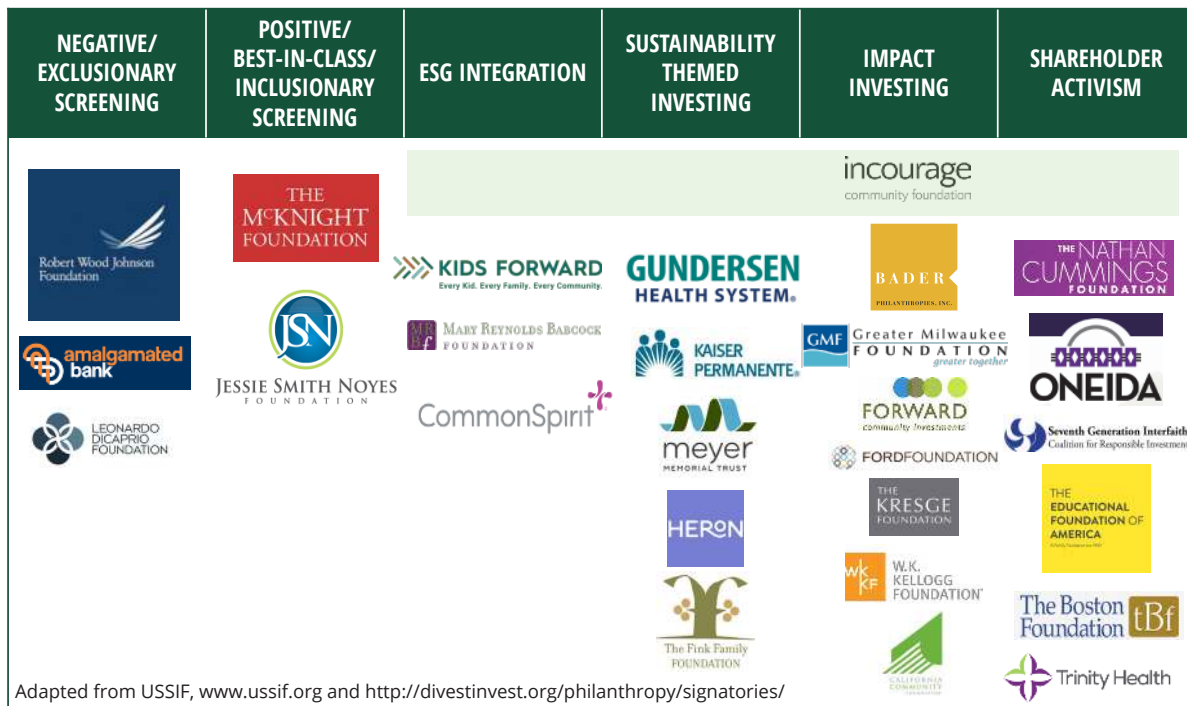 NEGATIVE/
EXCLUSIONARY
SCREENING
POSITIVE/
BEST-IN-CLASS/
INCLUSIONARY
SCREENING
ESG INTEGRATION
SUSTAINABILITY
THEMED
INVESTING
IMPACT
INVESTING
SHAREHOLDER
ACTIVISM
Robert Wood Johnson
Foundation
amalgamated
bank
LEONARDO
DICAPRIO
FOUNDATION
THE
MCKNIGHT
FOUNDATION
JSN
JESSIE SMITH NOYES
FOUNDATION
incourage
community foundation
KIDS FORWARD
Every Kid. Every Family. Every Community.
MRBf
MARY REYNOLDS BABCOCK
FOUNDATION
CommonSpirit
GUNDERSEN
HEALTH SYSTEM®
KAISER
PERMANENTE®
meyer
MEMORIAL TRUST
HERON
The Fink Family
FOUNDATION
BADER
PHILANTHROPIES, INC.
GMF
Greater Milwaukee
FOUNDATION
greater together
FORWARD
community investments
FORDFOUNDATION
THE
KRESGE
FOUNDATION
WKKF
W.K.
KELLOGG
FOUNDATION
CALIFORNIA
COMMUNITY
THE NATHAN
CUMMINGS
FOUNDATION
ONEIDA
Seventh Generation Interfaith
Coalition for Responsible Investment
THE
EDUCATIONAL
FOUNDATION OF
AMERICA
The Boston
Foundation
tBf
Trinity Health
Adapted from USSIF, www.ussif.org and http://divestinvest.org/philanthropy/signatories/